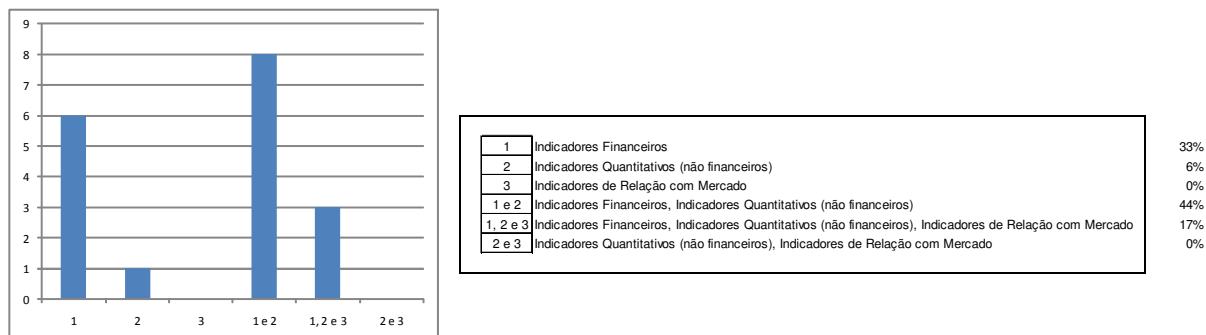 9
8
7
6
5
4
3
2
1
0
1 2 3 1 e 2 1, 2 e 3 2 e 3
1 Indicadores Financeiros 33%
2 Indicadores Quantitativos (não financeiros) 6%
3 Indicadores de Relação com Mercado 0%
1 e 2 Indicadores Financeiros, Indicadores Quantitativos (não financeiros) 44%
1, 2 e 3 Indicadores Financeiros, Indicadores Quantitativos (não financeiros), Indicadores de Relação com Mercado 17%
2 e 3 Indicadores Quantitativos (não financeiros), Indicadores de Relação com Mercado 0%